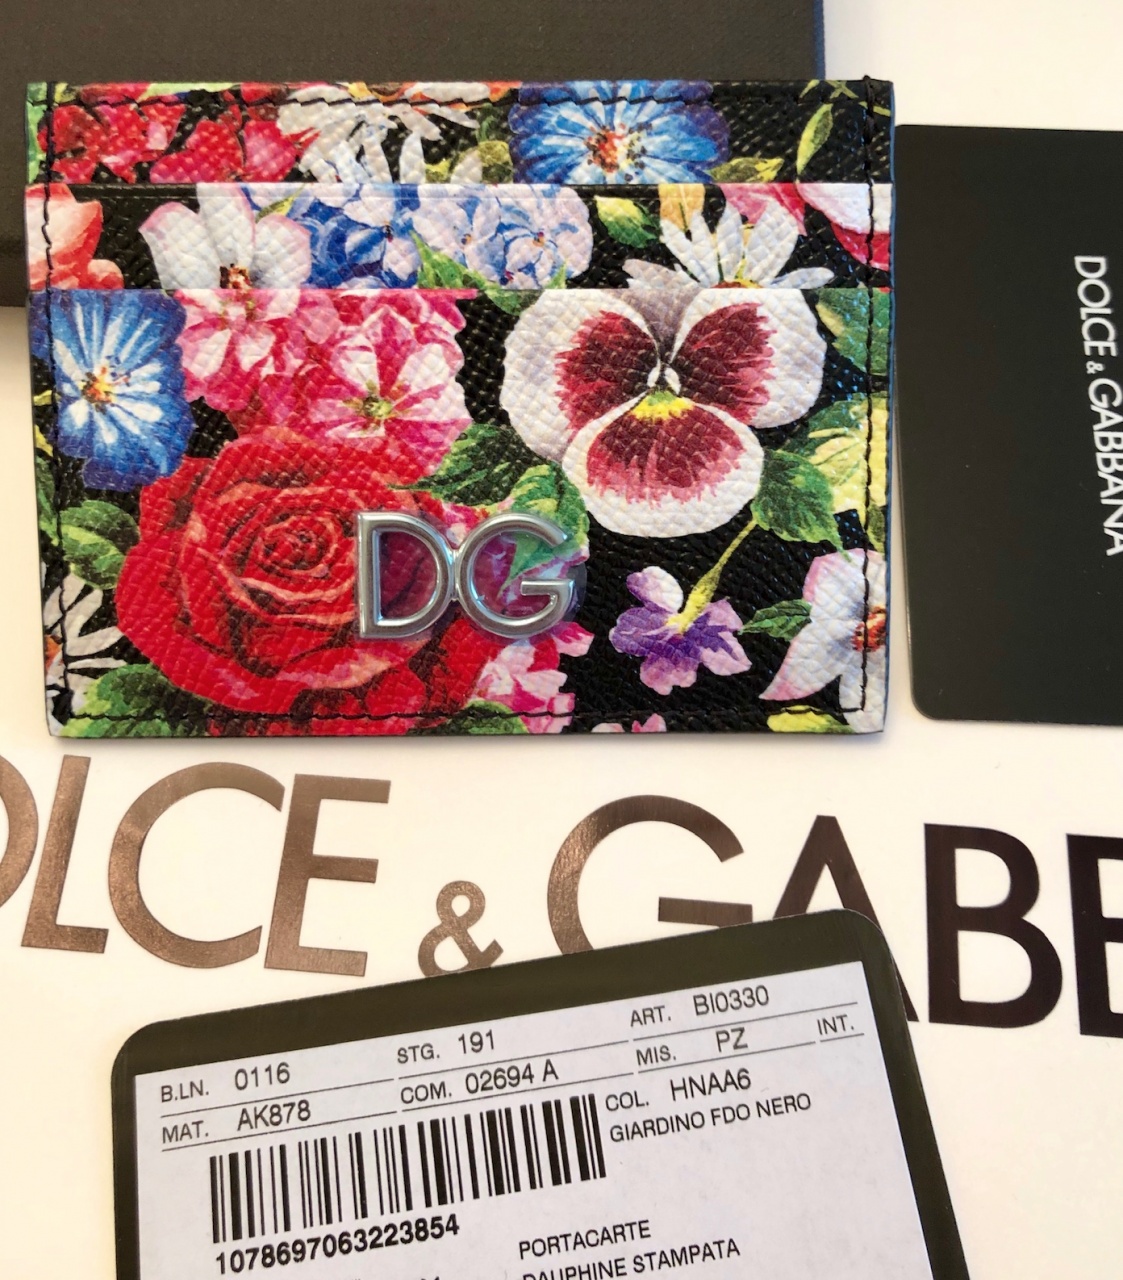 DG
DOLCE & GABBANA
OLCE & GABB
B.LN. 0116 STG. 191 ART. BI0330
MAT. AK878 COM. 02694 A MIS. PZ INT.
COL. HNAA6
GIARDINO FDO NERO
1078697063223854
PORTACARTE
DAUPHINE STAMPATA